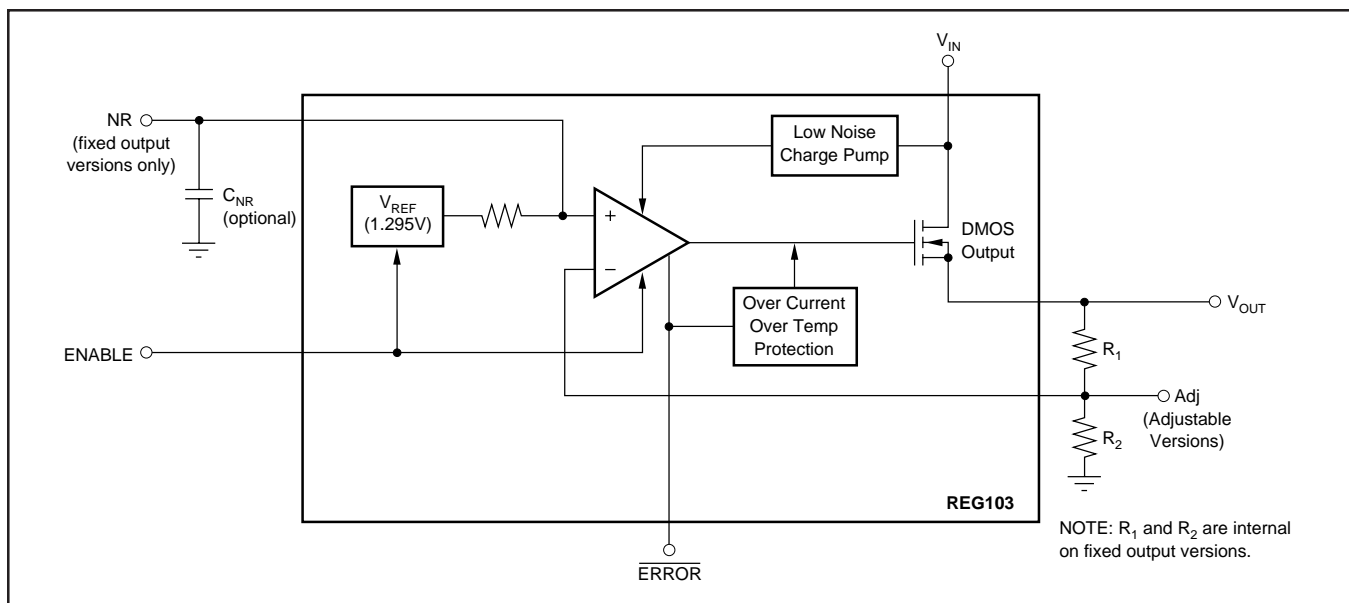 V_IN
NR
(fixed output
versions only)
C_NR
(optional)
V_REF
(1.295V)
+
–
Low Noise
Charge Pump
DMOS
Output
Over Current
Over Temp
Protection
V_OUT
ENABLE
R_1
Adj
(Adjustable
Versions)
R_2
REG103
NOTE: R_1 and R_2 are internal
on fixed output versions.
E̅R̅R̅O̅R̅